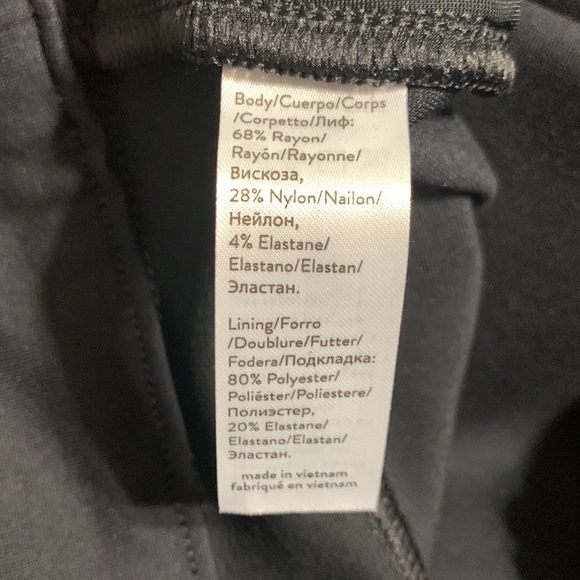 Body/Cuerpo/Corps
/Corpetto/Лиф:
68% Rayon/
Rayón/Rayonne/
Вискоза,
28% Nylon/Nailon/
Нейлон,
4% Elastane/
Elastano/Elastan/
Эластан.
Lining/Forro
/Doublure/Futter/
Fodera/Подкладка:
80% Polyester/
Poliéster/Poliestere/
Полиэстер,
20% Elastane/
Elastano/Elastan/
Эластан.
made in vietnam
fabriqué en vietnam